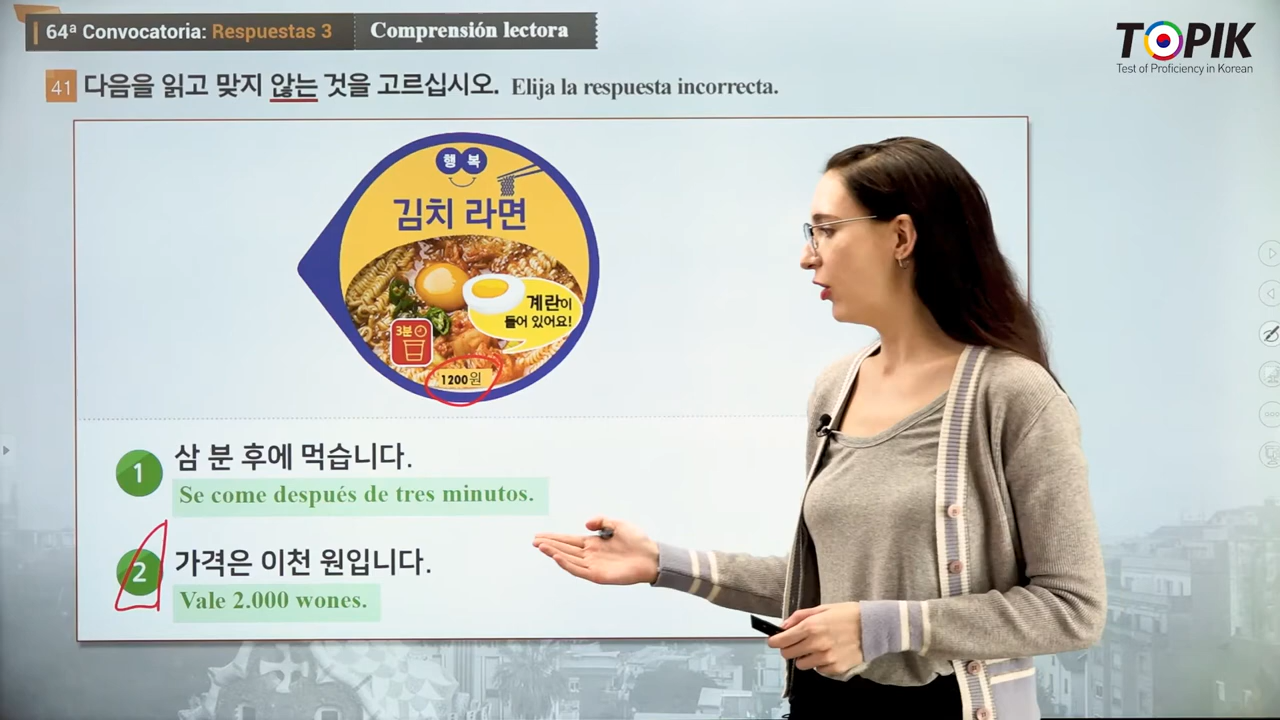 64ª Convocatoria: Respuestas 3
Comprensión lectora
TOPIK
Test of Proficiency in Korean
41 다음을 읽고 맞지 않는 것을 고르십시오. Elija la respuesta incorrecta.
행 복
김치 라면
계란이
들어 있어요!
3분
1200원
1 삼 분 후에 먹습니다.
Se come después de tres minutos.
2 가격은 이천 원입니다.
Vale 2.000 wones.